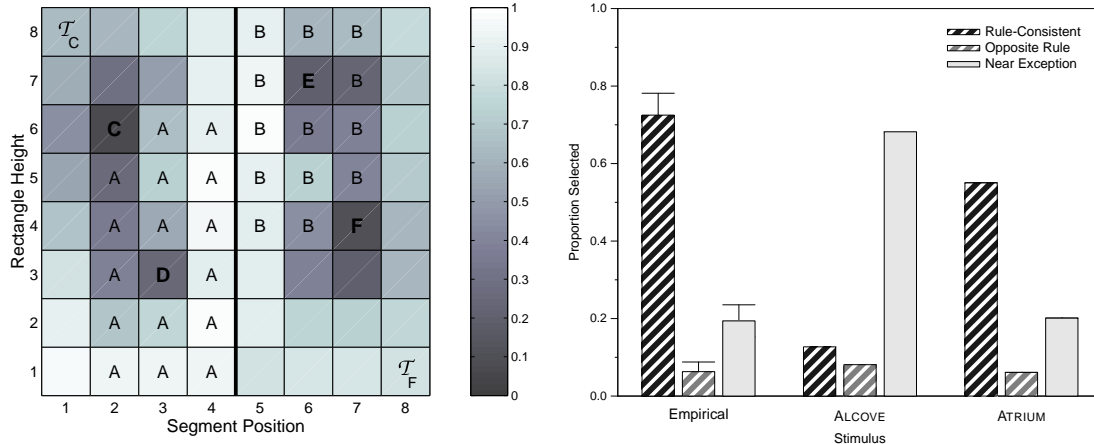 8 𝒯C B B B
7 B E B
6 C A A B B B
5 A A A B B B
4 A A A B B F
3 A D A
2 A A A
1 A A A 𝒯F
1 2 3 4 5 6 7 8
Segment Position
Rectangle Height
1
0.9
0.8
0.7
0.6
0.5
0.4
0.3
0.2
0.1
0
Proportion Selected
1.0
0.8
0.6
0.4
0.2
0.0
Rule-Consistent
Opposite Rule
Near Exception
Empirical ALCOVE ATRIUM
Stimulus